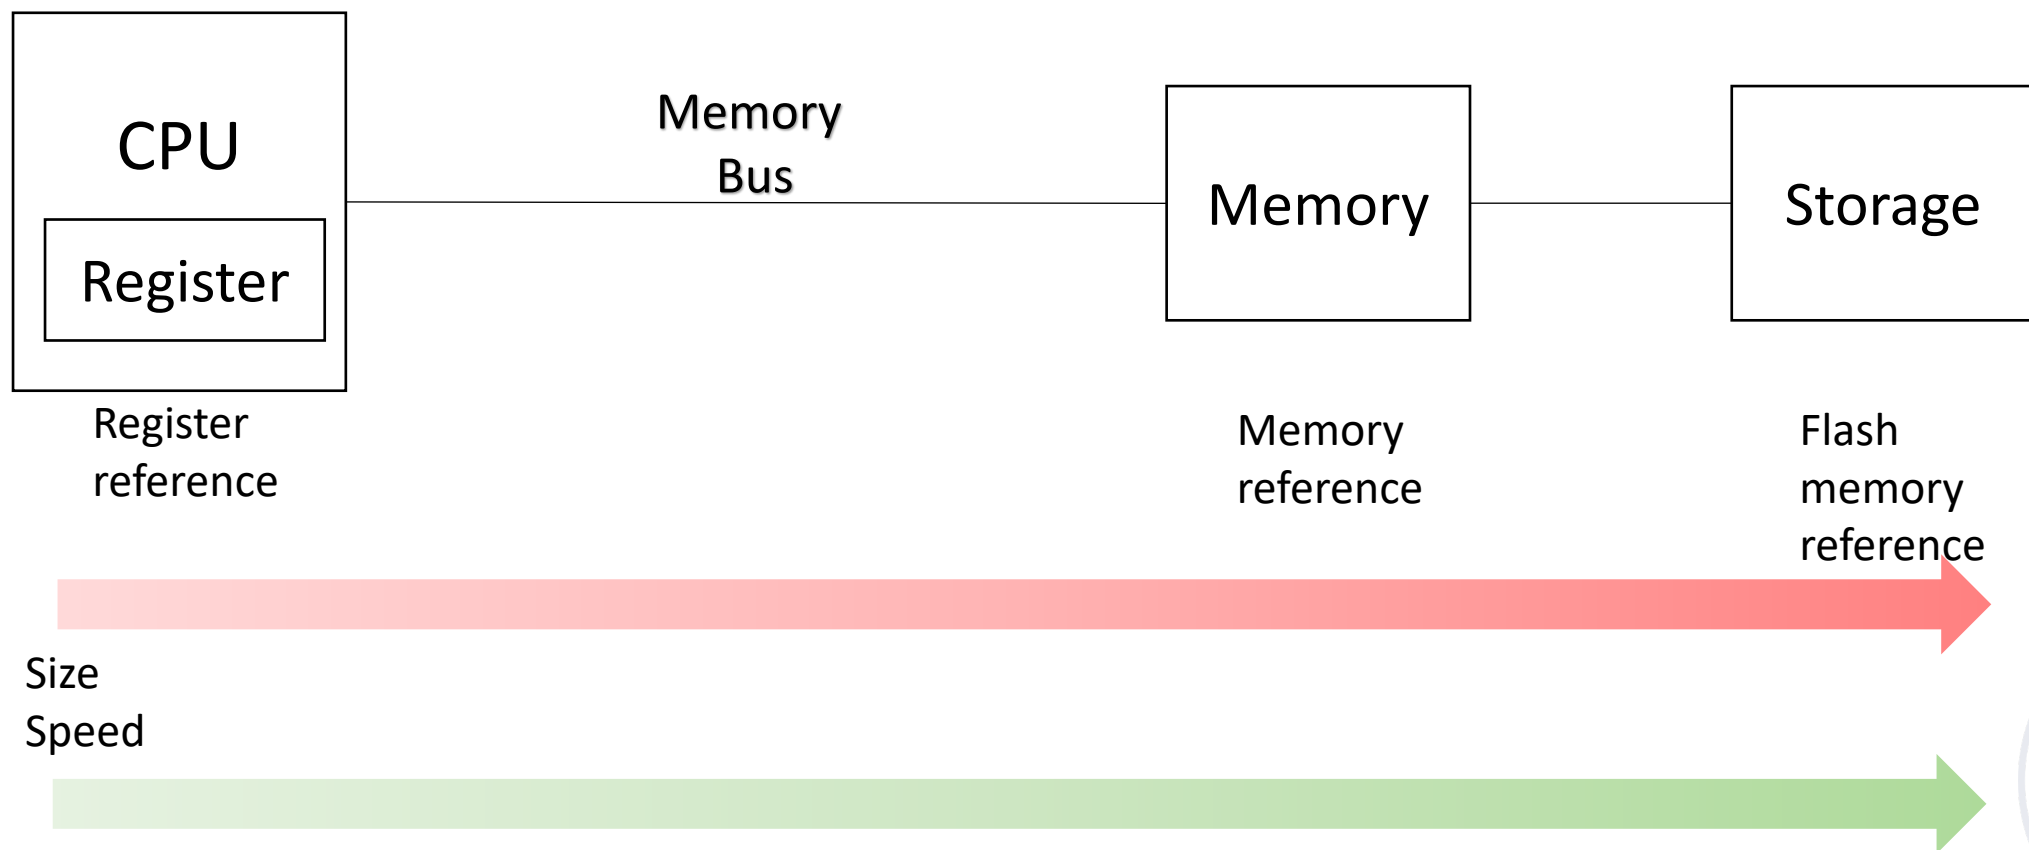 CPU
Register
Memory
Bus
Memory
Storage
Register
reference
Memory
reference
Flash
memory
reference
Size
Speed